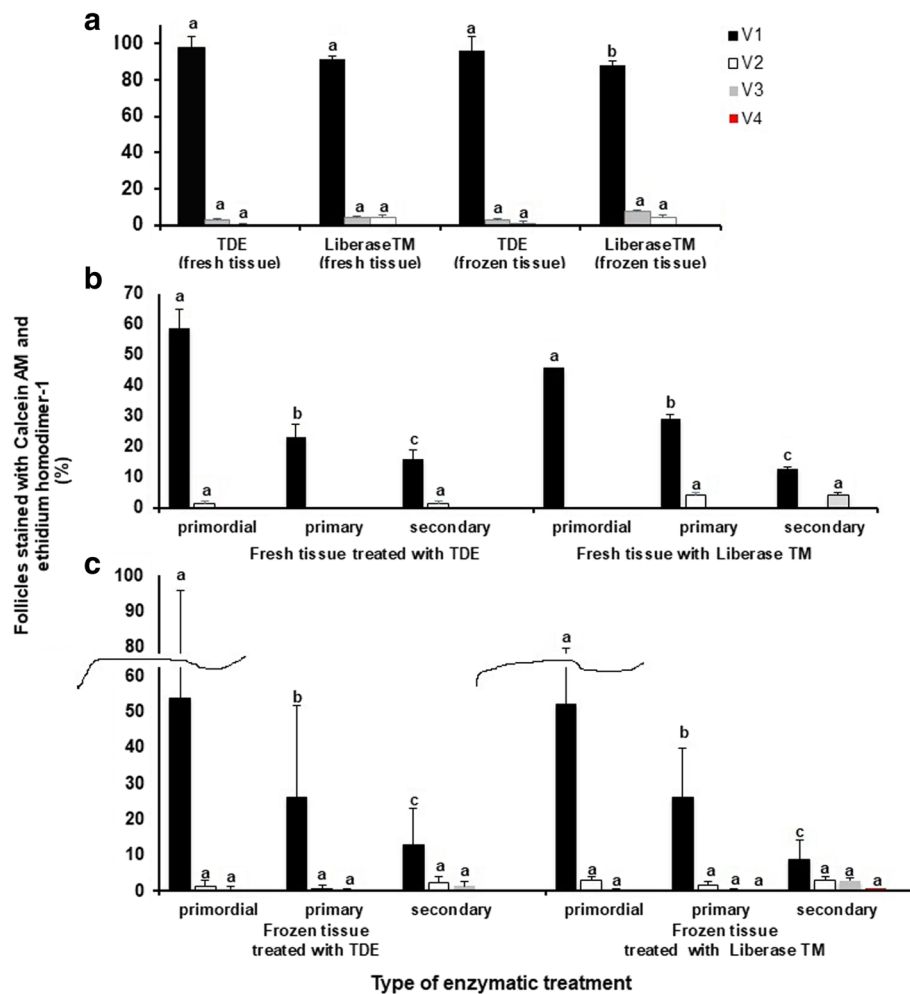 a
100
80
60
40
20
0
a a a
a a a
a a a
b a a
TDE
(fresh tissue)
LiberaseTM
(fresh tissue)
TDE
(frozen tissue)
LiberaseTM
(frozen tissue)
V1
V2
V3
V4
Follicles stained with Calcein AM and
ethidium homodimer-1
(%)
b
70
60
50
40
30
20
10
0
a a b c a
a b a c a
primordial primary secondary primordial primary secondary
Fresh tissue treated with TDE Fresh tissue with Liberase TM
c
100
90
80
60
50
40
30
20
10
0
a a a b a a c a a
a a a b a a a c a a a
primordial primary secondary primordial primary secondary
Frozen tissue
treated with TDE
Frozen tissue
treated with Liberase TM
Type of enzymatic treatment